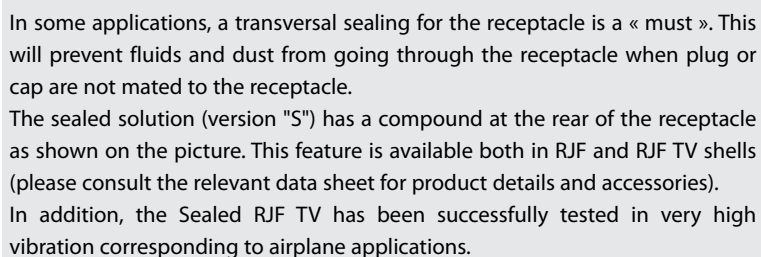 In some applications, a transversal sealing for the receptacle is a « must ». This
will prevent fluids and dust from going through the receptacle when plug or
cap are not mated to the receptacle.
The sealed solution (version "S") has a compound at the rear of the receptacle
as shown on the picture. This feature is available both in RJF and RJF TV shells
(please consult the relevant data sheet for product details and accessories).
In addition, the Sealed RJF TV has been successfully tested in very high
vibration corresponding to airplane applications.